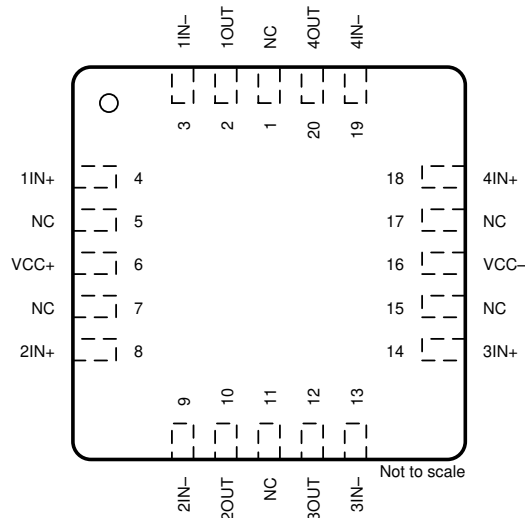 1IN–
1OUT
NC
4OUT
4IN–
3
2
1
20
19
1IN+ 4 18 4IN+
NC 5 17 NC
VCC+ 6 16 VCC–
NC 7 15 NC
2IN+ 8 14 3IN+
9
10
11
12
13
Not to scale
2IN–
2OUT
NC
3OUT
3IN–